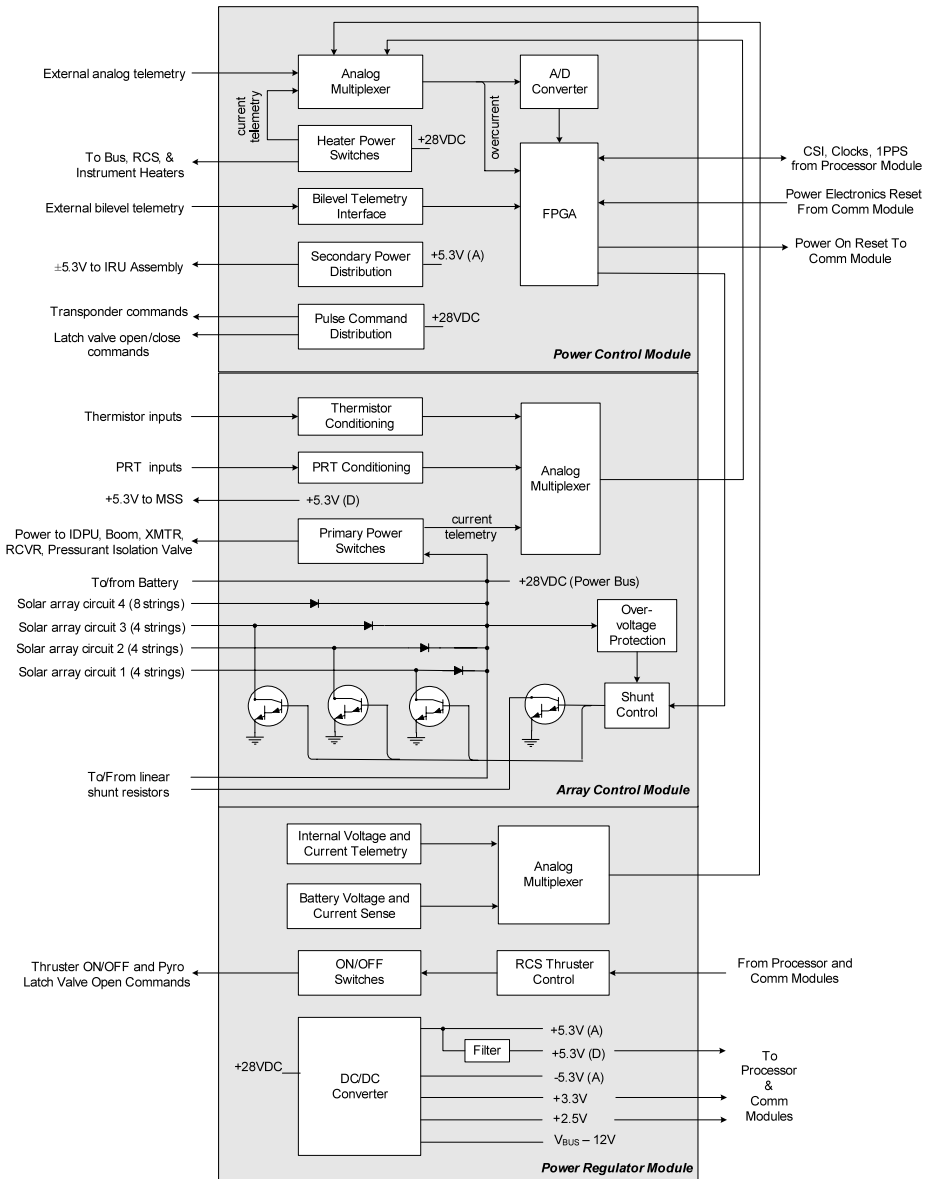 External analog telemetry
Analog
Multiplexer
A/D
Converter
current
telemetry
overcurrent
Heater Power
Switches
+28VDC
To Bus, RCS, &
Instrument Heaters
CSI, Clocks, 1PPS
from Processor Module
External bilevel telemetry
Bilevel Telemetry
Interface
FPGA
Power Electronics Reset
From Comm Module
±5.3V to IRU Assembly
Secondary Power
Distribution
+5.3V (A)
Power On Reset To
Comm Module
Transponder commands
Latch valve open/close
commands
Pulse Command
Distribution
+28VDC
Power Control Module
Thermistor inputs
Thermistor
Conditioning
PRT inputs
PRT Conditioning
Analog
Multiplexer
+5.3V to MSS
+5.3V (D)
Power to IDPU, Boom, XMTR,
RCVR, Pressurant Isolation Valve
Primary Power
Switches
current
telemetry
To/from Battery
+28VDC (Power Bus)
Solar array circuit 4 (8 strings)
Solar array circuit 3 (4 strings)
Solar array circuit 2 (4 strings)
Solar array circuit 1 (4 strings)
Over-
voltage
Protection
Shunt
Control
To/From linear
shunt resistors
Array Control Module
Internal Voltage and
Current Telemetry
Analog
Multiplexer
Battery Voltage and
Current Sense
Thruster ON/OFF and Pyro
Latch Valve Open Commands
ON/OFF
Switches
RCS Thruster
Control
From Processor and
Comm Modules
+28VDC
DC/DC
Converter
+5.3V (A)
Filter
+5.3V (D)
-5.3V (A)
+3.3V
+2.5V
VBUS – 12V
To
Processor
&
Comm
Modules
Power Regulator Module